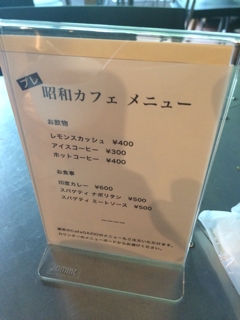 プレ
昭和カフェ メニュー
お飲物
レモンスカッシュ ¥400
アイスコーヒー ¥300
ホットコーヒー ¥400
お食事
印度カレー ¥600
スパゲティ ナポリタン ¥500
スパゲティ ミートソース ¥500